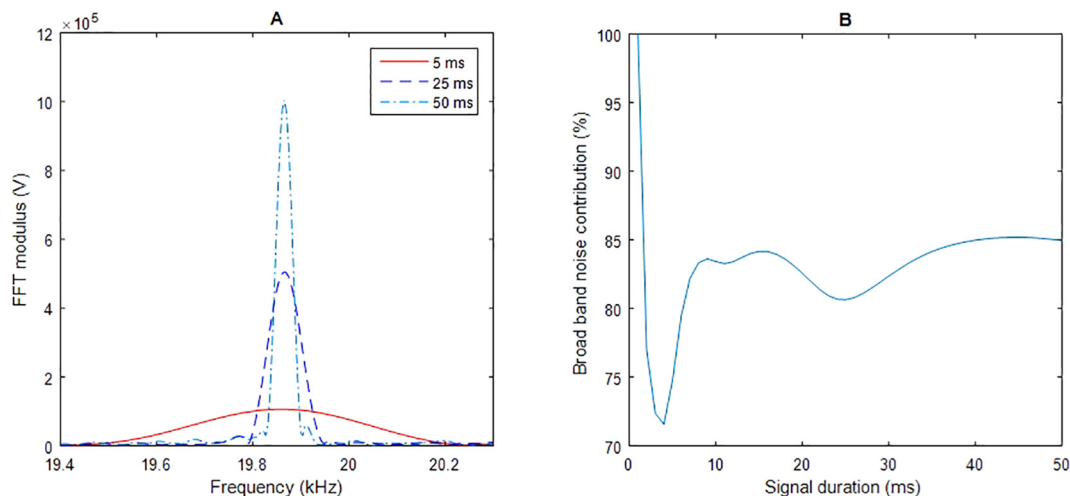 A
× 10⁵
12
10
8
6
4
2
0
5 ms
25 ms
50 ms
FFT modulus (V)
19.4
19.6
19.8
20
20.2
Frequency (kHz)
B
100
95
90
85
80
75
70
Broad band noise contribution (%)
0
10
20
30
40
50
Signal duration (ms)